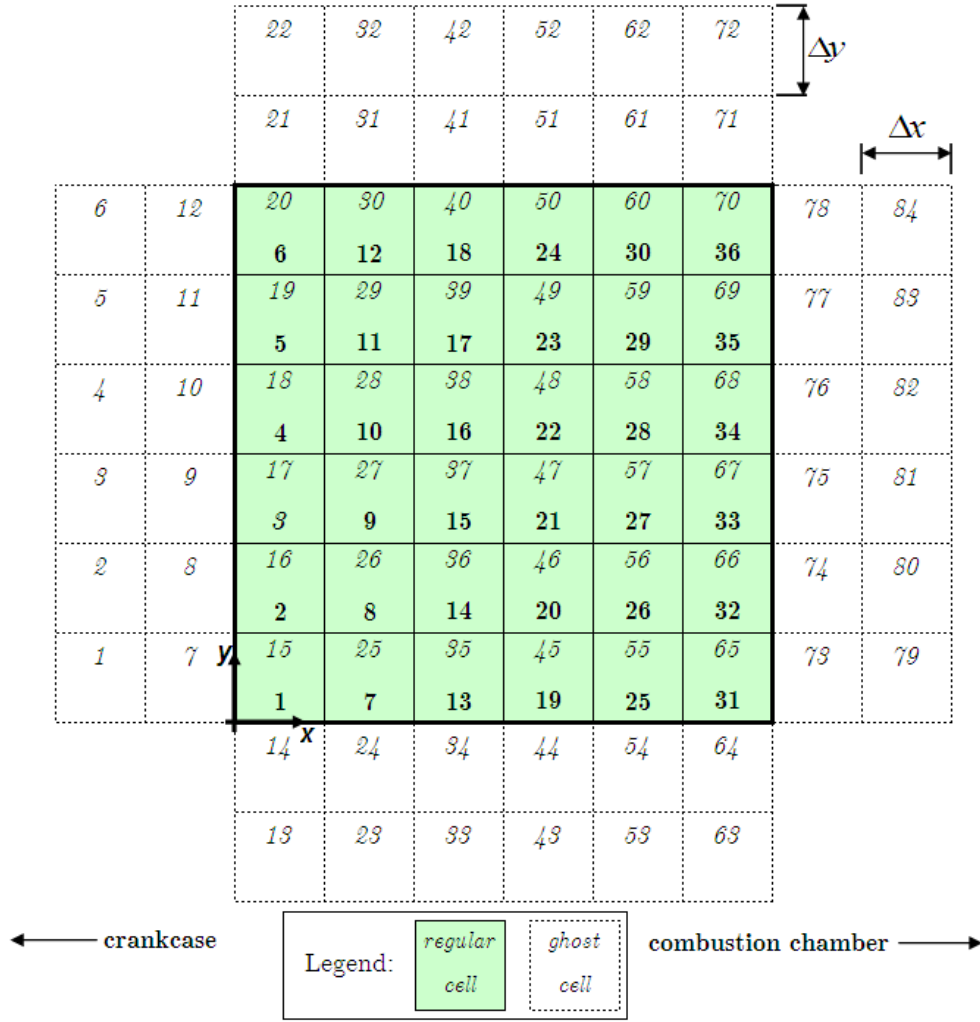 22 32 42 52 62 72
Δy
21 31 41 51 61 71
Δx
6 12 20 30 40 50 60 70 78 84
6 12 18 24 30 36
5 11 19 29 39 49 59 69 77 83
5 11 17 23 29 35
4 10 18 28 38 48 58 68 76 82
4 10 16 22 28 34
3 9 17 27 37 47 57 67 75 81
3 9 15 21 27 33
2 8 16 26 36 46 56 66 74 80
2 8 14 20 26 32
1 7 y 15 25 35 45 55 65 73 79
1 7 13 19 25 31
x
14 24 34 44 54 64
13 23 33 43 53 63
crankcase
Legend:
regular
cell
ghost
cell
combustion chamber